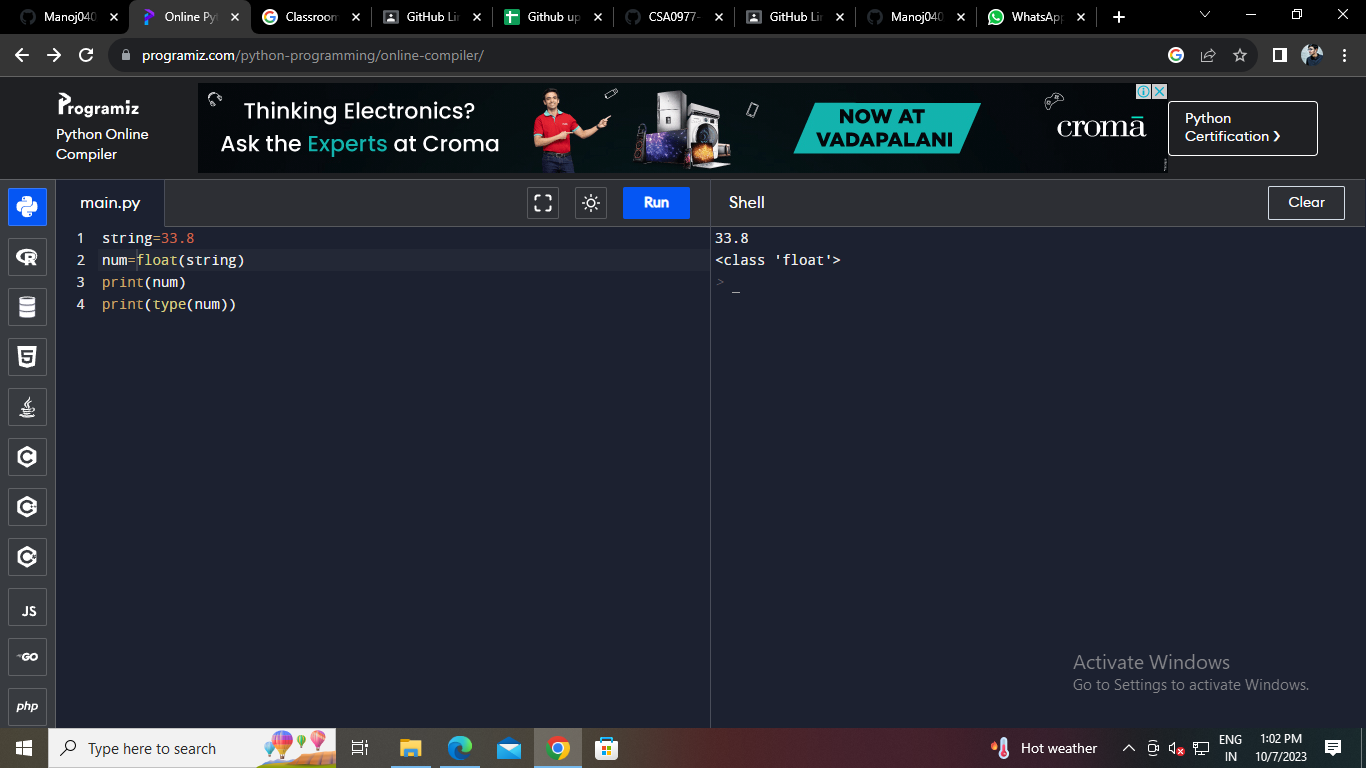 Manoj040
Online Py
Classroom
GitHub Lin
Github up
CSA0977-
GitHub Lin
Manoj040
WhatsApp
programiz.com/python-programming/online-compiler/
Programiz
Python Online
Compiler
Thinking Electronics?
Ask the Experts at Croma
NOW AT
VADAPALANI
cromā
Python
Certification ❯
main.py
Run
Shell
Clear
1 string=33.8
2 num=float(string)
3 print(num)
4 print(type(num))
33.8
<class 'float'>
> _
JS
GO
php
Activate Windows
Go to Settings to activate Windows.
Type here to search
Hot weather
ENG
IN
1:02 PM
10/7/2023